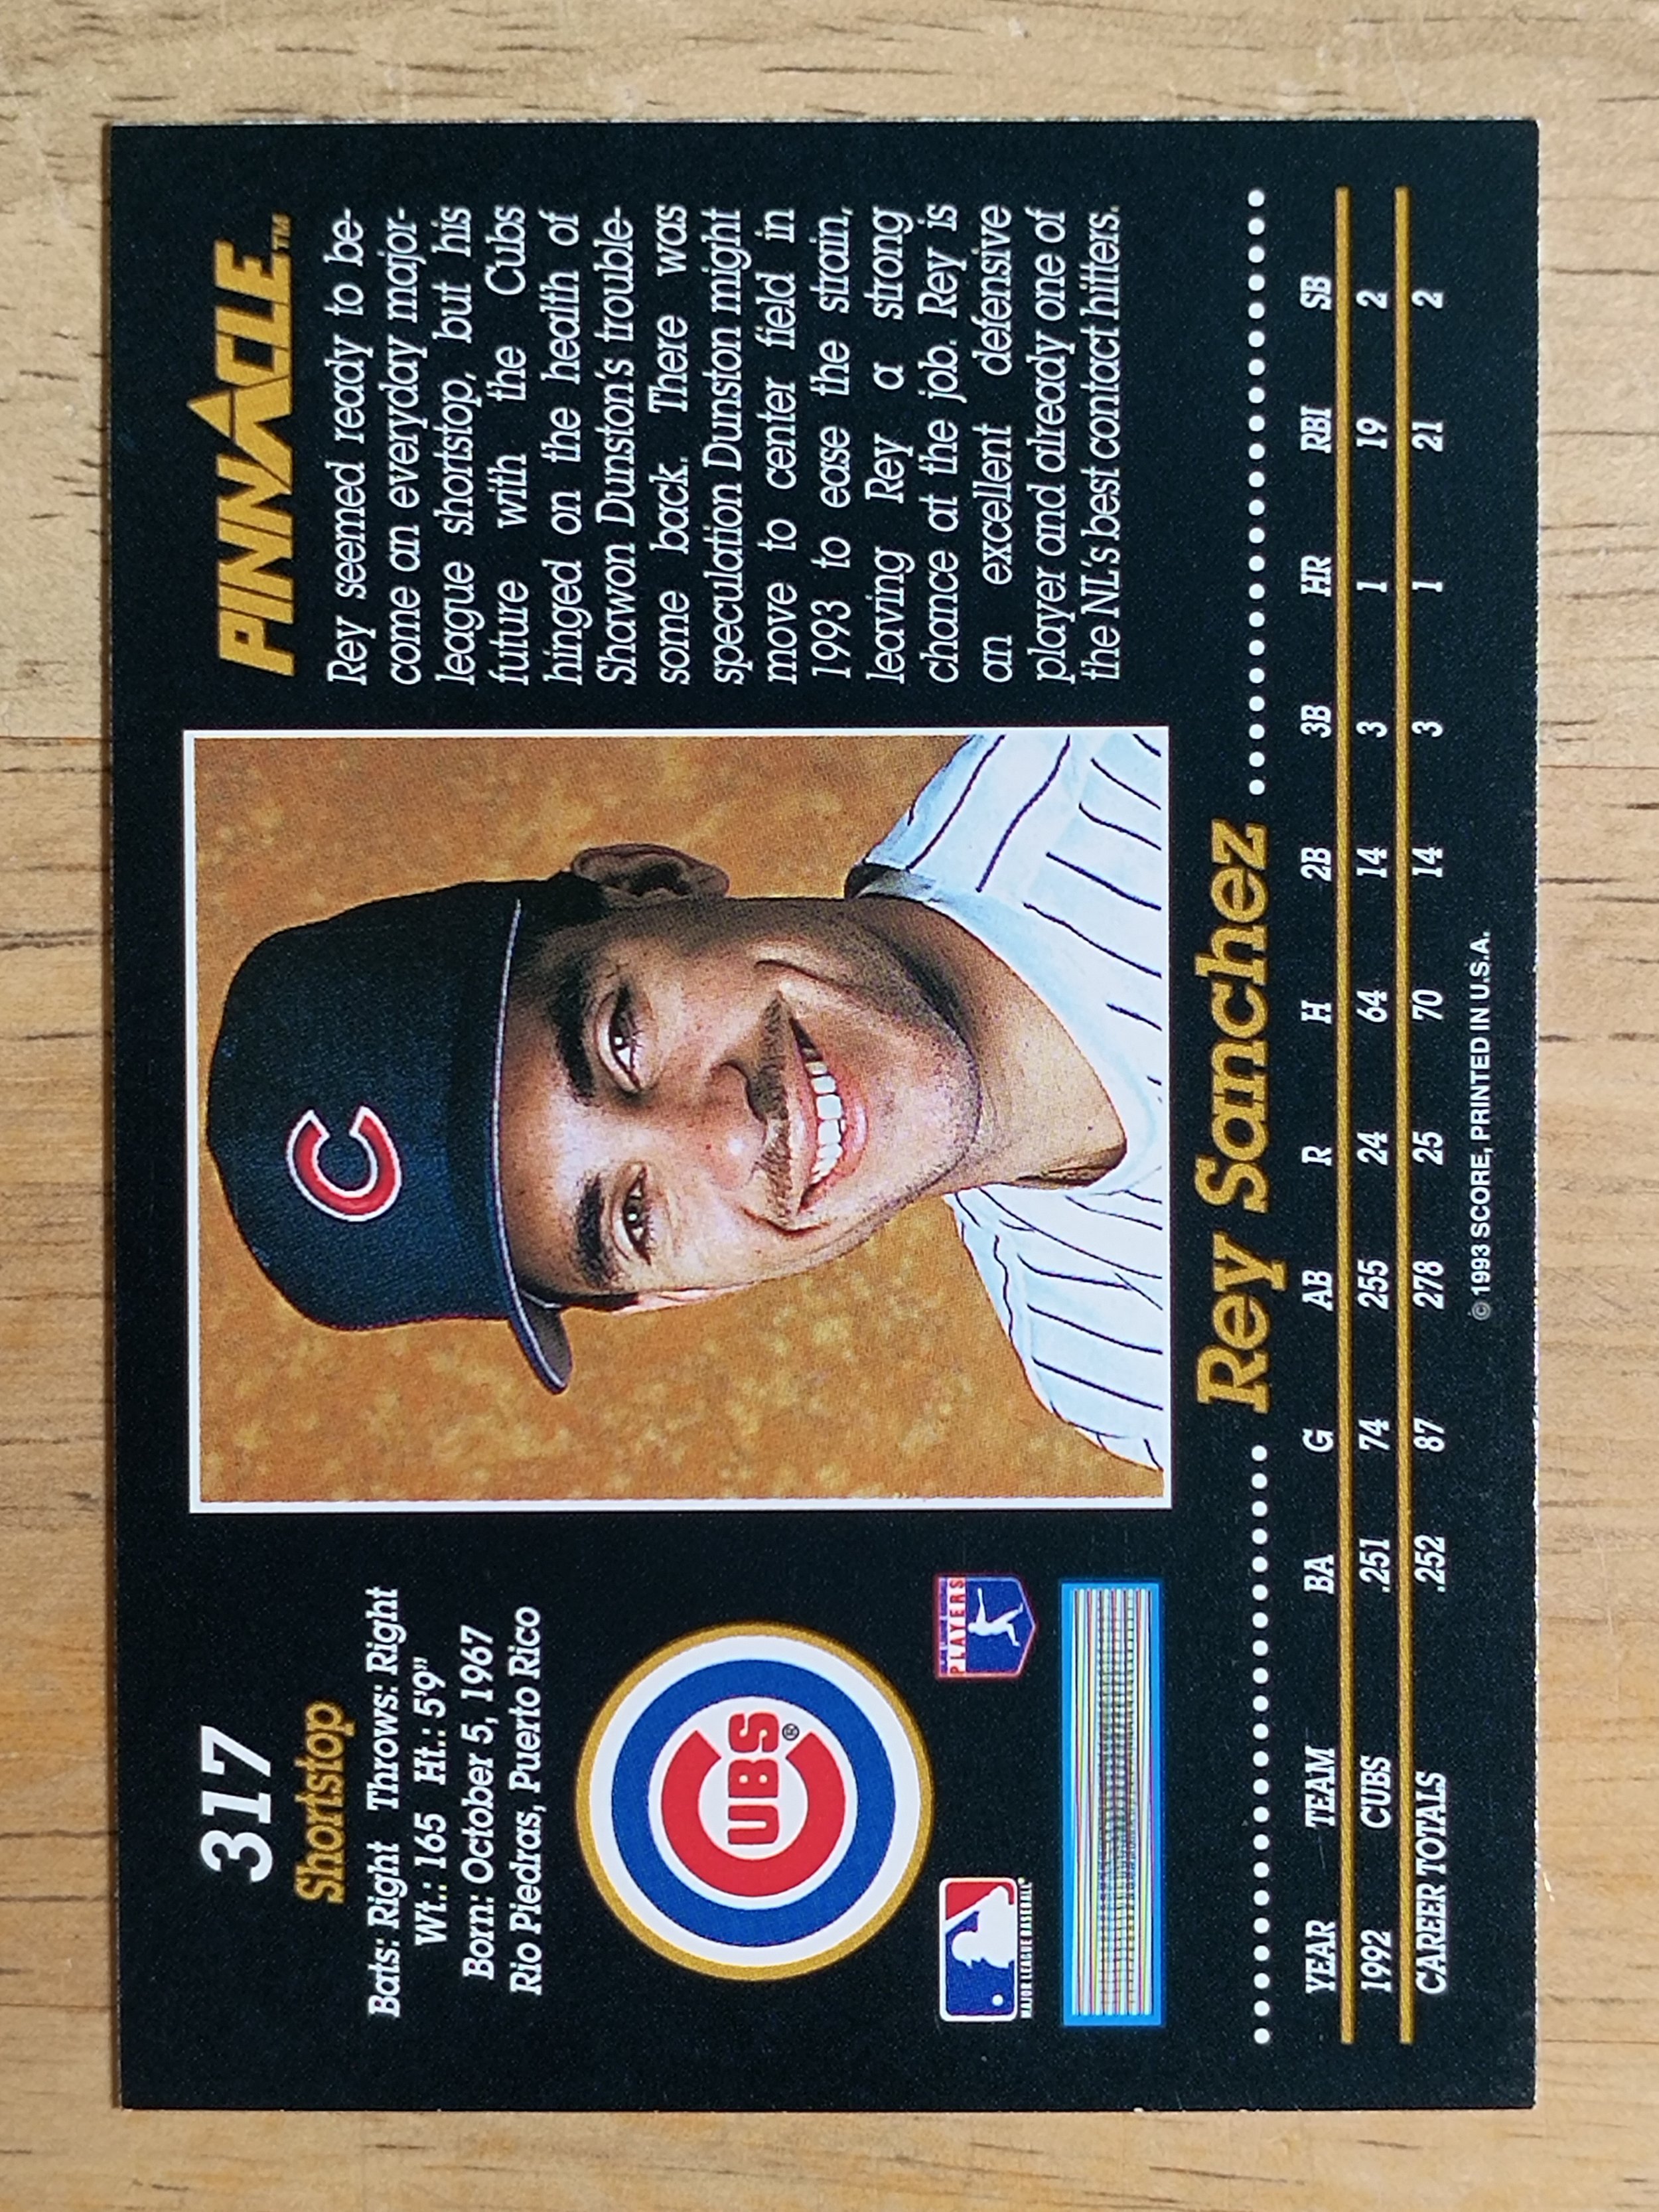 317
Shortstop
Bats: Right Throws: Right
Wt.: 165 Ht.: 5'9"
Born: October 5, 1967
Rio Piedras, Puerto Rico
CUBS®
MAJOR LEAGUE BASEBALL®
PLAYERS
C
PINNACLE™
Rey seemed ready to be-
come an everyday major-
league shortstop, but his
future with the Cubs
hinged on the health of
Shawon Dunston's trouble-
some back. There was
speculation Dunston might
move to center field in
1993 to ease the strain,
leaving Rey a strong
chance at the job. Rey is
an excellent defensive
player and already one of
the NL's best contact hitters.
Rey Sanchez
YEAR TEAM BA G AB R H 2B 3B HR RBI SB
1992 CUBS .251 74 255 24 64 14 3 1 19 2
CAREER TOTALS .252 87 278 25 70 14 3 1 21 2
© 1993 SCORE, PRINTED IN U.S.A.